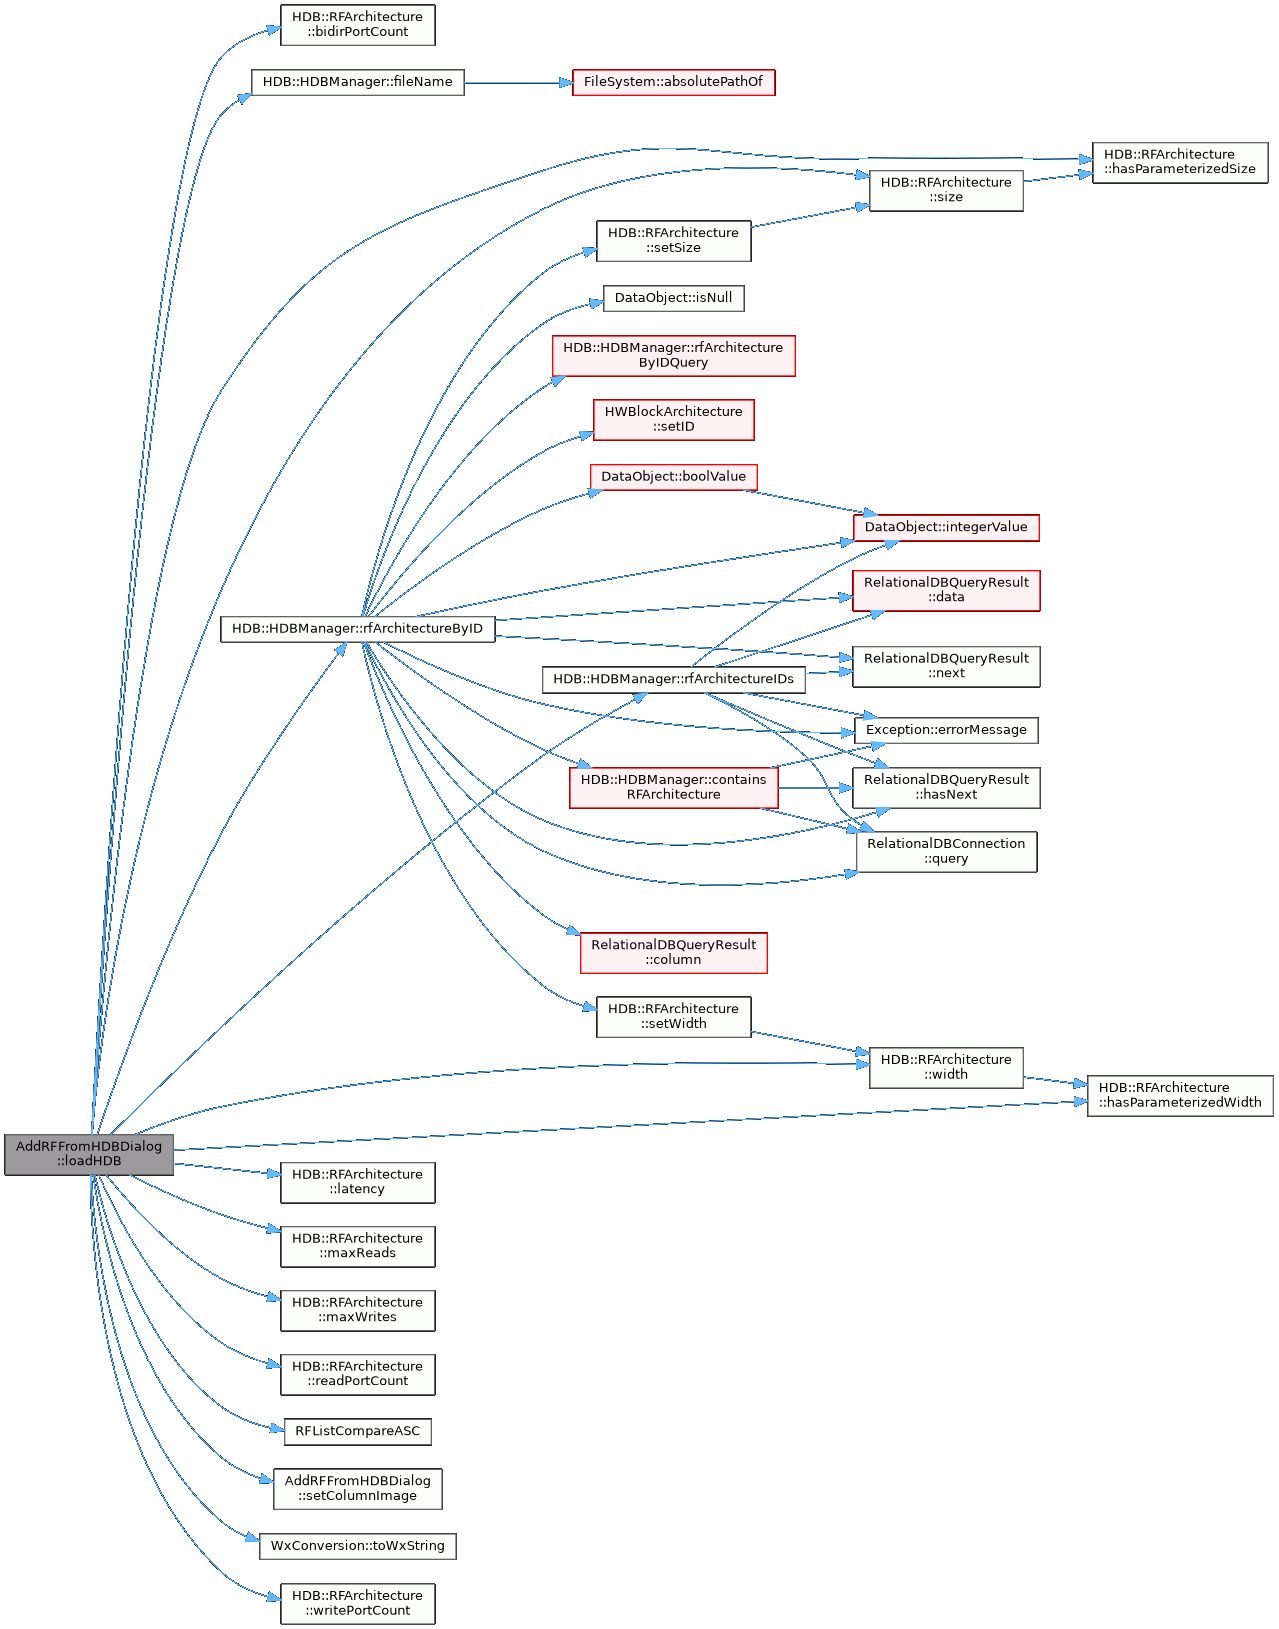 HDB::RFArchitecture
::bidirPortCount
HDB::HDBManager::fileName
FileSystem::absolutePathOf
HDB::RFArchitecture
::hasParameterizedSize
HDB::RFArchitecture
::size
HDB::RFArchitecture
::setSize
DataObject::isNull
HDB::HDBManager::rfArchitecture
ByIDQuery
HWBlockArchitecture
::setID
DataObject::boolValue
DataObject::integerValue
RelationalDBQueryResult
::data
HDB::HDBManager::rfArchitectureByID
RelationalDBQueryResult
::next
HDB::HDBManager::rfArchitectureIDs
Exception::errorMessage
HDB::HDBManager::contains
RFArchitecture
RelationalDBQueryResult
::hasNext
RelationalDBConnection
::query
RelationalDBQueryResult
::column
HDB::RFArchitecture
::setWidth
HDB::RFArchitecture
::width
HDB::RFArchitecture
::hasParameterizedWidth
AddRFFromHDBDialog
::loadHDB
HDB::RFArchitecture
::latency
HDB::RFArchitecture
::maxReads
HDB::RFArchitecture
::maxWrites
HDB::RFArchitecture
::readPortCount
RFListCompareASC
AddRFFromHDBDialog
::setColumnImage
WxConversion::toWxString
HDB::RFArchitecture
::writePortCount